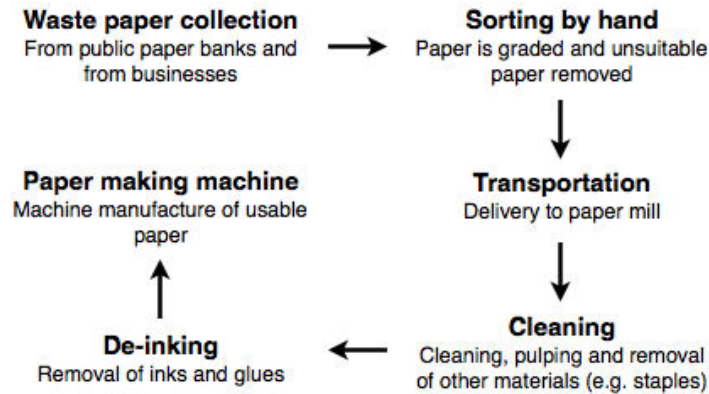 Waste paper collection
From public paper banks and
from businesses
Sorting by hand
Paper is graded and unsuitable
paper removed
Transportation
Delivery to paper mill
Cleaning
Cleaning, pulping and removal
of other materials (e.g. staples)
De-inking
Removal of inks and glues
Paper making machine
Machine manufacture of usable
paper